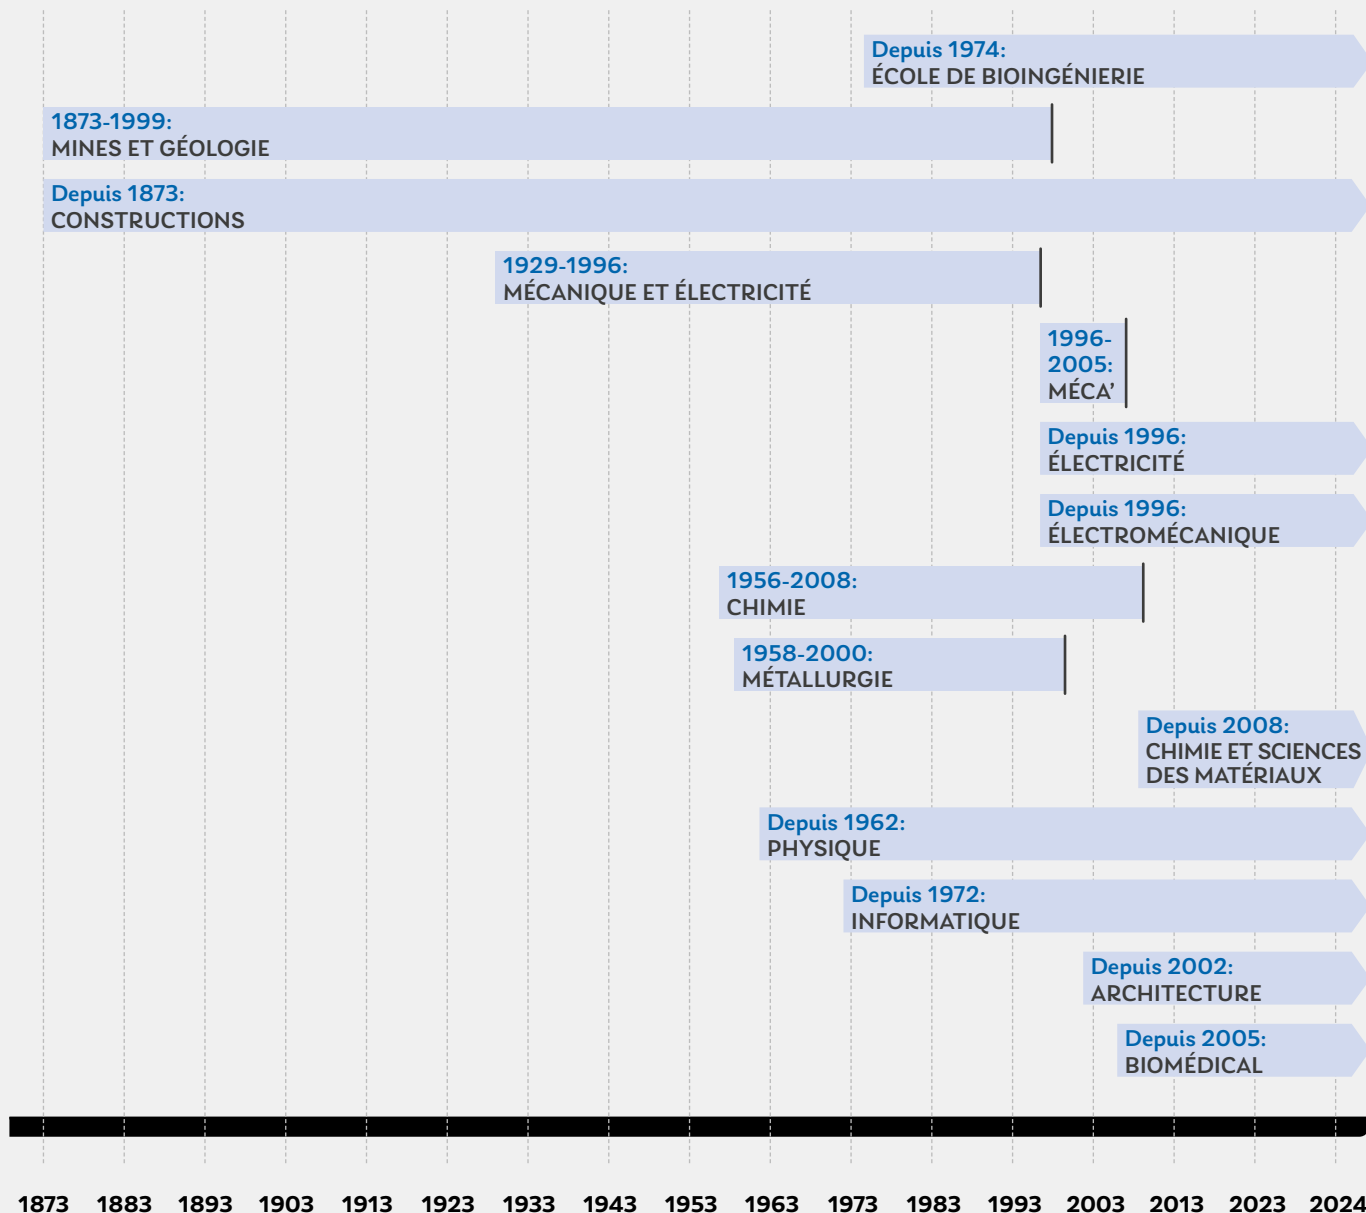 Depuis 1974:
ÉCOLE DE BIOINGÉNIERIE
1873-1999:
MINES ET GÉOLOGIE
Depuis 1873:
CONSTRUCTIONS
1929-1996:
MÉCANIQUE ET ÉLECTRICITÉ
1996-
2005:
MÉCA’
Depuis 1996:
ÉLECTRICITÉ
Depuis 1996:
ÉLECTROMÉCANIQUE
1956-2008:
CHIMIE
1958-2000:
MÉTALLURGIE
Depuis 2008:
CHIMIE ET SCIENCES
DES MATÉRIAUX
Depuis 1962:
PHYSIQUE
Depuis 1972:
INFORMATIQUE
Depuis 2002:
ARCHITECTURE
Depuis 2005:
BIOMÉDICAL
1873 1883 1893 1903 1913 1923 1933 1943 1953 1963 1973 1983 1993 2003 2013 2023 2024